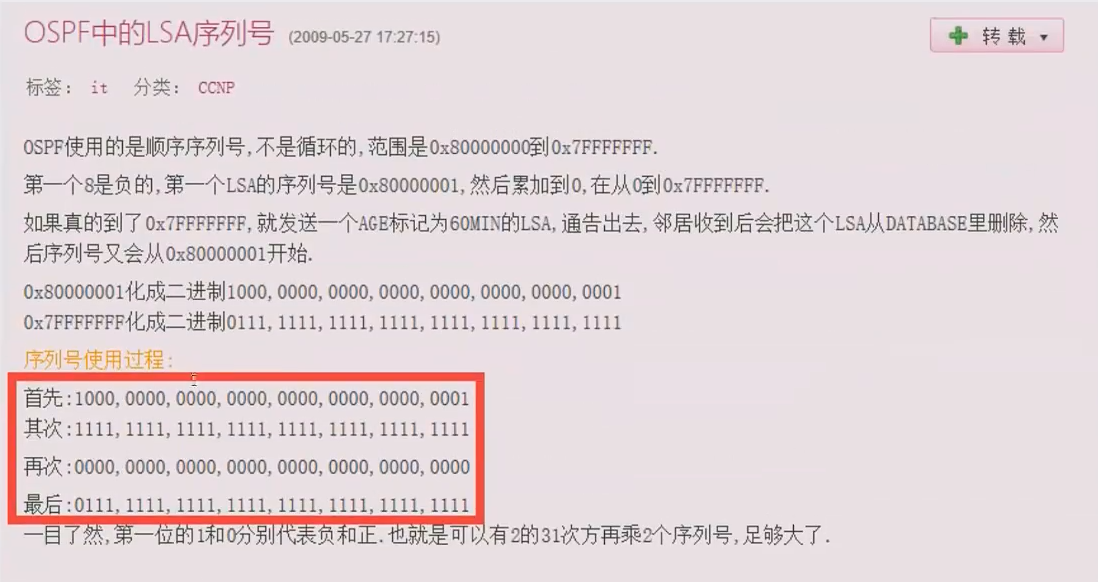 OSPF中的LSA序列号 (2009-05-27 17:27:15)
转载
标签： it 分类： CCNP
OSPF使用的是顺序序列号,不是循环的,范围是0x80000000到0x7FFFFFFF.
第一个8是负的,第一个LSA的序列号是0x80000001,然后累加到0,在从0到0x7FFFFFFF.
如果真的到了0x7FFFFFFF,就发送一个AGE标记为60MIN的LSA,通告出去,邻居收到后会把这个LSA从DATABASE里删除,然
后序列号又会从0x80000001开始.
0x80000001化成二进制1000,0000,0000,0000,0000,0000,0000,0001
0x7FFFFFFF化成二进制0111,1111,1111,1111,1111,1111,1111,1111
序列号使用过程:
首先:1000,0000,0000,0000,0000,0000,0000,0001
其次:1111,1111,1111,1111,1111,1111,1111,1111
再次:0000,0000,0000,0000,0000,0000,0000,0000
最后:0111,1111,1111,1111,1111,1111,1111,1111
一目了然,第一位的1和0分别代表负和正.也就是可以有2的31次方再乘2个序列号,足够大了.